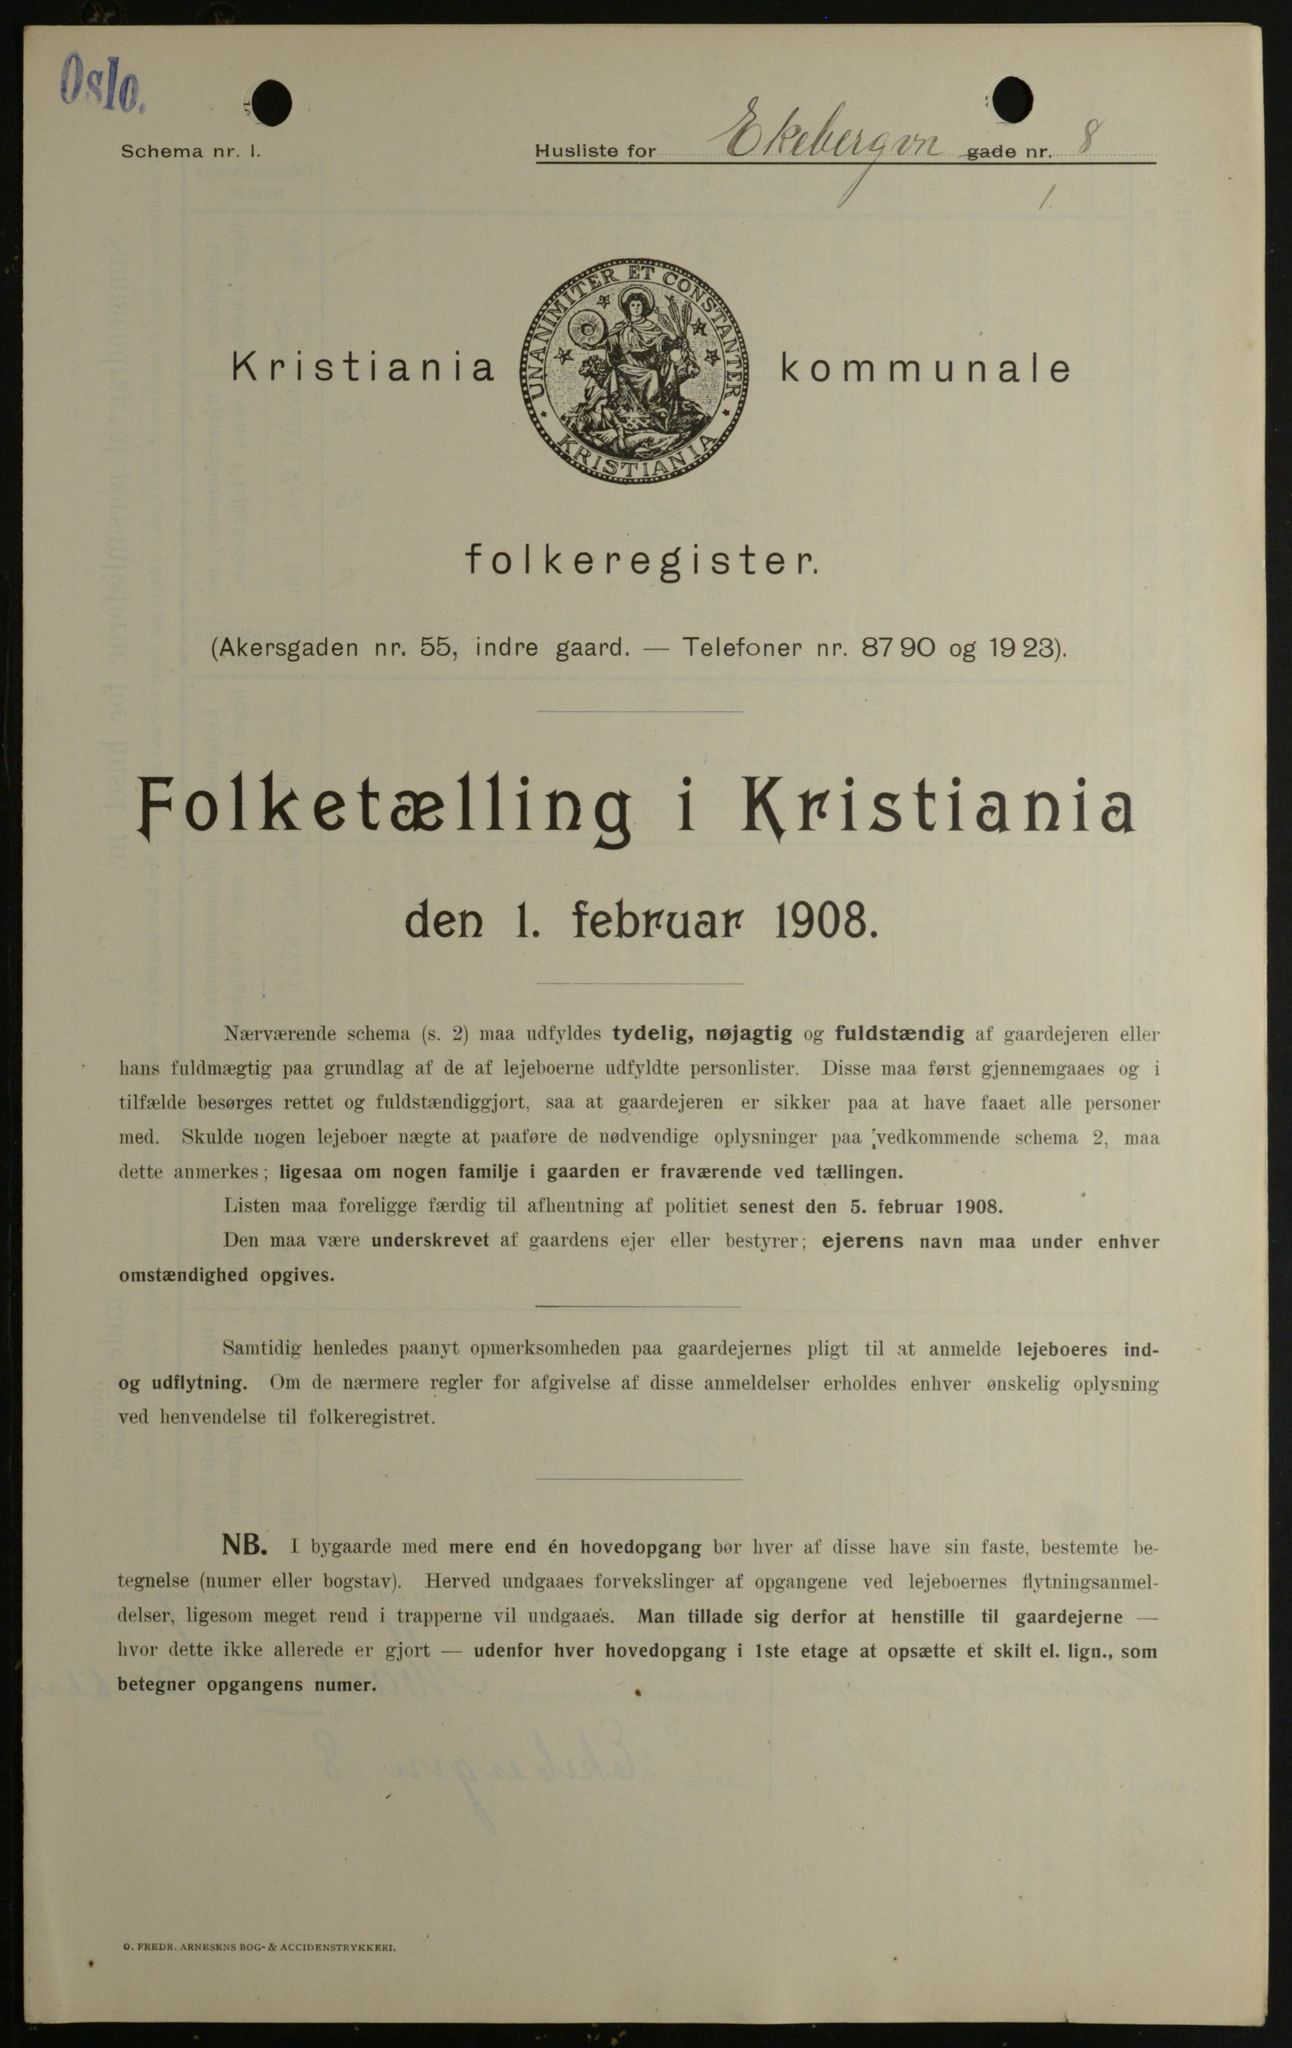 Oslo.
Schema nr. 1.
Husliste for Ekebergvn gade nr. 8
1.
UNANIMITER ET CONSTANTER
KRISTIANIA
Kristiania kommunale
folkeregister.
(Akersgaden nr. 55, indre gaard. — Telefoner nr. 8790 og 1923).
Folketælling i Kristiania
den 1. februar 1908.
Nærværende schema (s. 2) maa udfyldes tydelig, nøjagtig og fuldstændig af gaardejeren eller
hans fuldmægtig paa grundlag af de af lejeboerne udfyldte personlister. Disse maa først gjennemgaaes og i
tilfælde besørges rettet og fuldstændiggjort, saa at gaardejeren er sikker paa at have faaet alle personer
med. Skulde nogen lejeboer nægte at paaføre de nødvendige oplysninger paa vedkommende schema 2, maa
dette anmerkes; ligesaa om nogen familje i gaarden er fraværende ved tællingen.
Listen maa foreligge færdig til afhentning af politiet senest den 5. februar 1908.
Den maa være underskrevet af gaardens ejer eller bestyrer; ejerens navn maa under enhver
omstændighed opgives.
Samtidig henledes paanyt opmerksomheden paa gaardejernes pligt til at anmelde lejeboeres ind-
og udflytning. Om de nærmere regler for afgivelse af disse anmeldelser erholdes enhver ønskelig oplysning
ved henvendelse til folkeregistret.
NB. I bygaarde med mere end én hovedopgang bør hver af disse have sin faste, bestemte be-
tegnelse (numer eller bogstav). Herved undgaaes forvekslinger af opgangene ved lejeboernes flytningsanmel-
delser, ligesom meget rend i trapperne vil undgaaes. Man tillade sig derfor at henstille til gaardejerne —
hvor dette ikke allerede er gjort — udenfor hver hovedopgang i 1ste etage at opsætte et skilt el. lign., som
betegner opgangens numer.
O. FREDR. ARNESENS BOG- & ACCIDENSTRYKKERI.